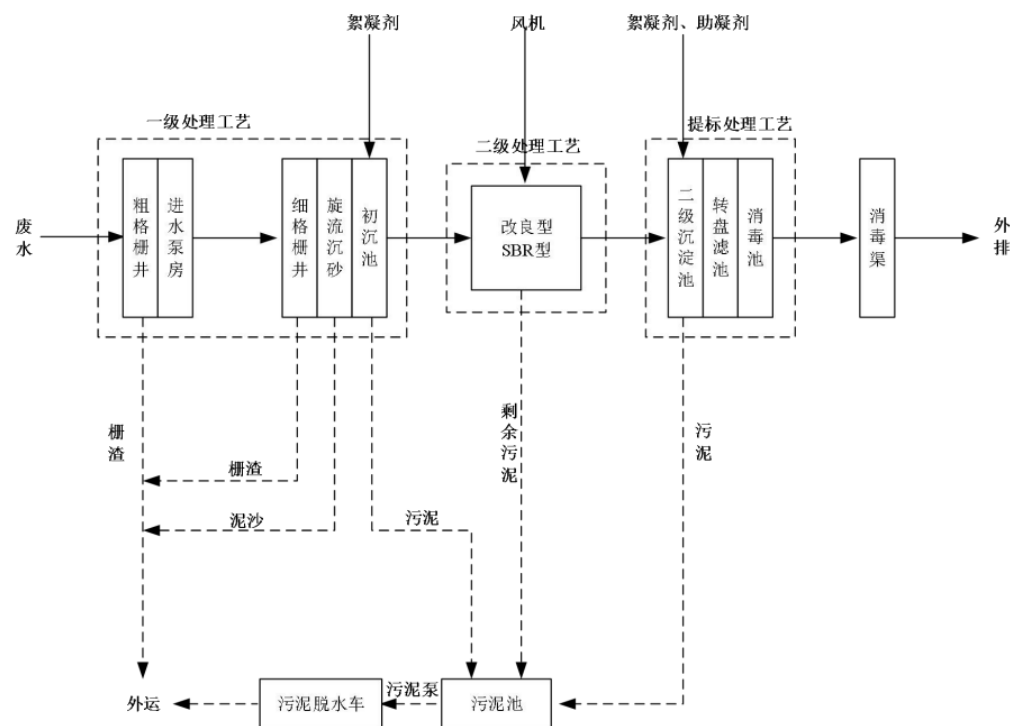 絮凝剂
风机
絮凝剂、助凝剂
一级处理工艺
二级处理工艺
提标处理工艺
废水
粗格栅井
进水泵房
细格栅井
旋流沉砂
初沉池
改良型
SBR型
二级沉淀池
转盘滤池
消毒池
消毒渠
外排
栅渣
栅渣
泥沙
污泥
剩余污泥
污泥
外运
污泥脱水车
污泥泵
污泥池